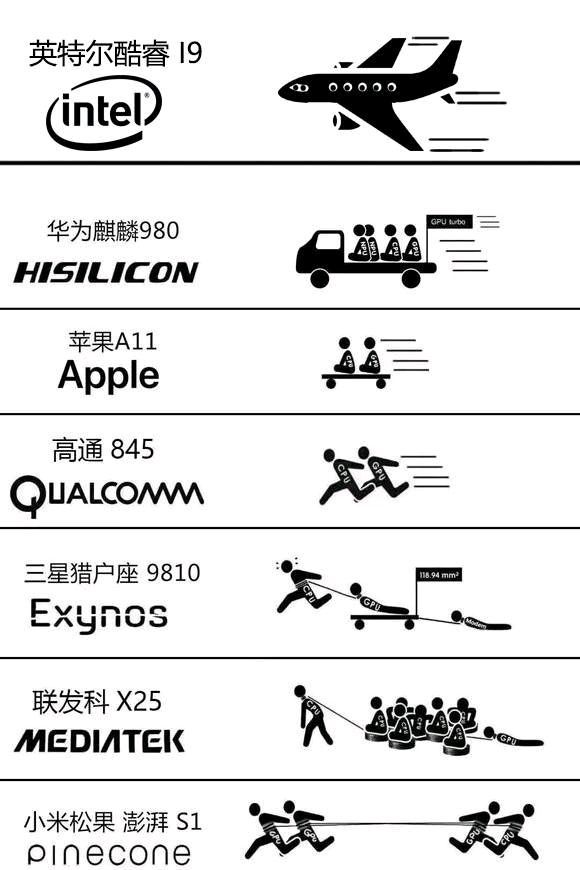 英特尔酷睿 I9
intel®
华为麒麟980
HISILICON
GPU turbo
NPU NPU CPU GPU
苹果A11
Apple
CPU GPU
高通 845
QUALCOMM
CPU GPU
三星猎户座 9810
Exynos
CPU
GPU
118.94 mm²
Modem
联发科 X25
MEDIATEK
CPU
GPU
小米松果 澎湃 S1
pinecone